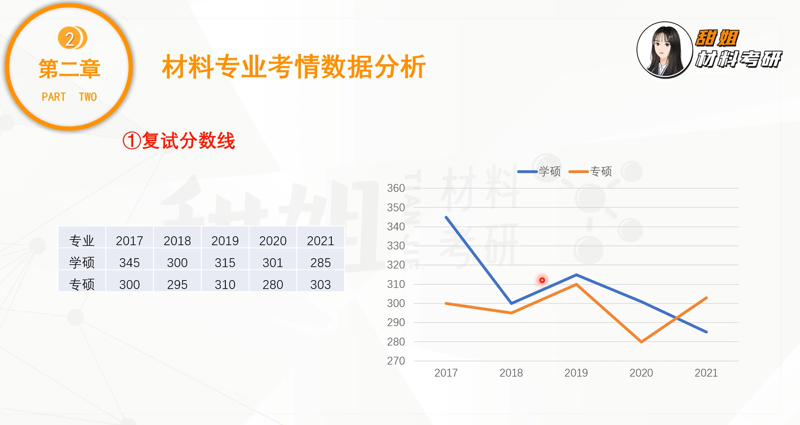 2
第二章
PART TWO
材料专业考情数据分析
甜姐
材料考研
①复试分数线
专业 2017 2018 2019 2020 2021
学硕 345 300 315 301 285
专硕 300 295 310 280 303
学硕 专硕
360
350
340
330
320
310
300
290
280
270
2017 2018 2019 2020 2021
甜姐
材料
考研